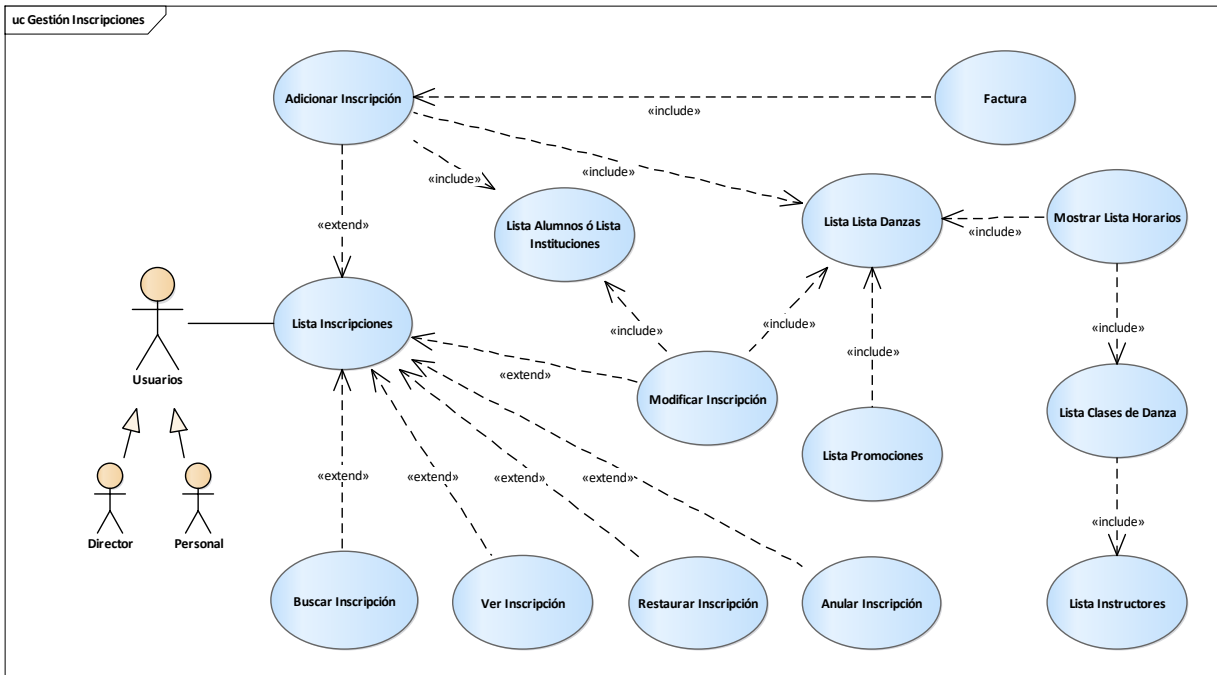 uc Gestión Inscripciones
Adicionar Inscripción
Factura
«include»
«include»
«include»
Lista Alumnos ó Lista
Instituciones
Lista Lista Danzas
Mostrar Lista Horarios
«include»
«extend»
Lista Inscripciones
Usuarios
«include»
«include»
«include»
«include»
«extend»
Modificar Inscripción
Lista Clases de Danza
Lista Promociones
«extend»
«extend»
«extend»
«extend»
«include»
Director
Personal
Buscar Inscripción
Ver Inscripción
Restaurar Inscripción
Anular Inscripción
Lista Instructores